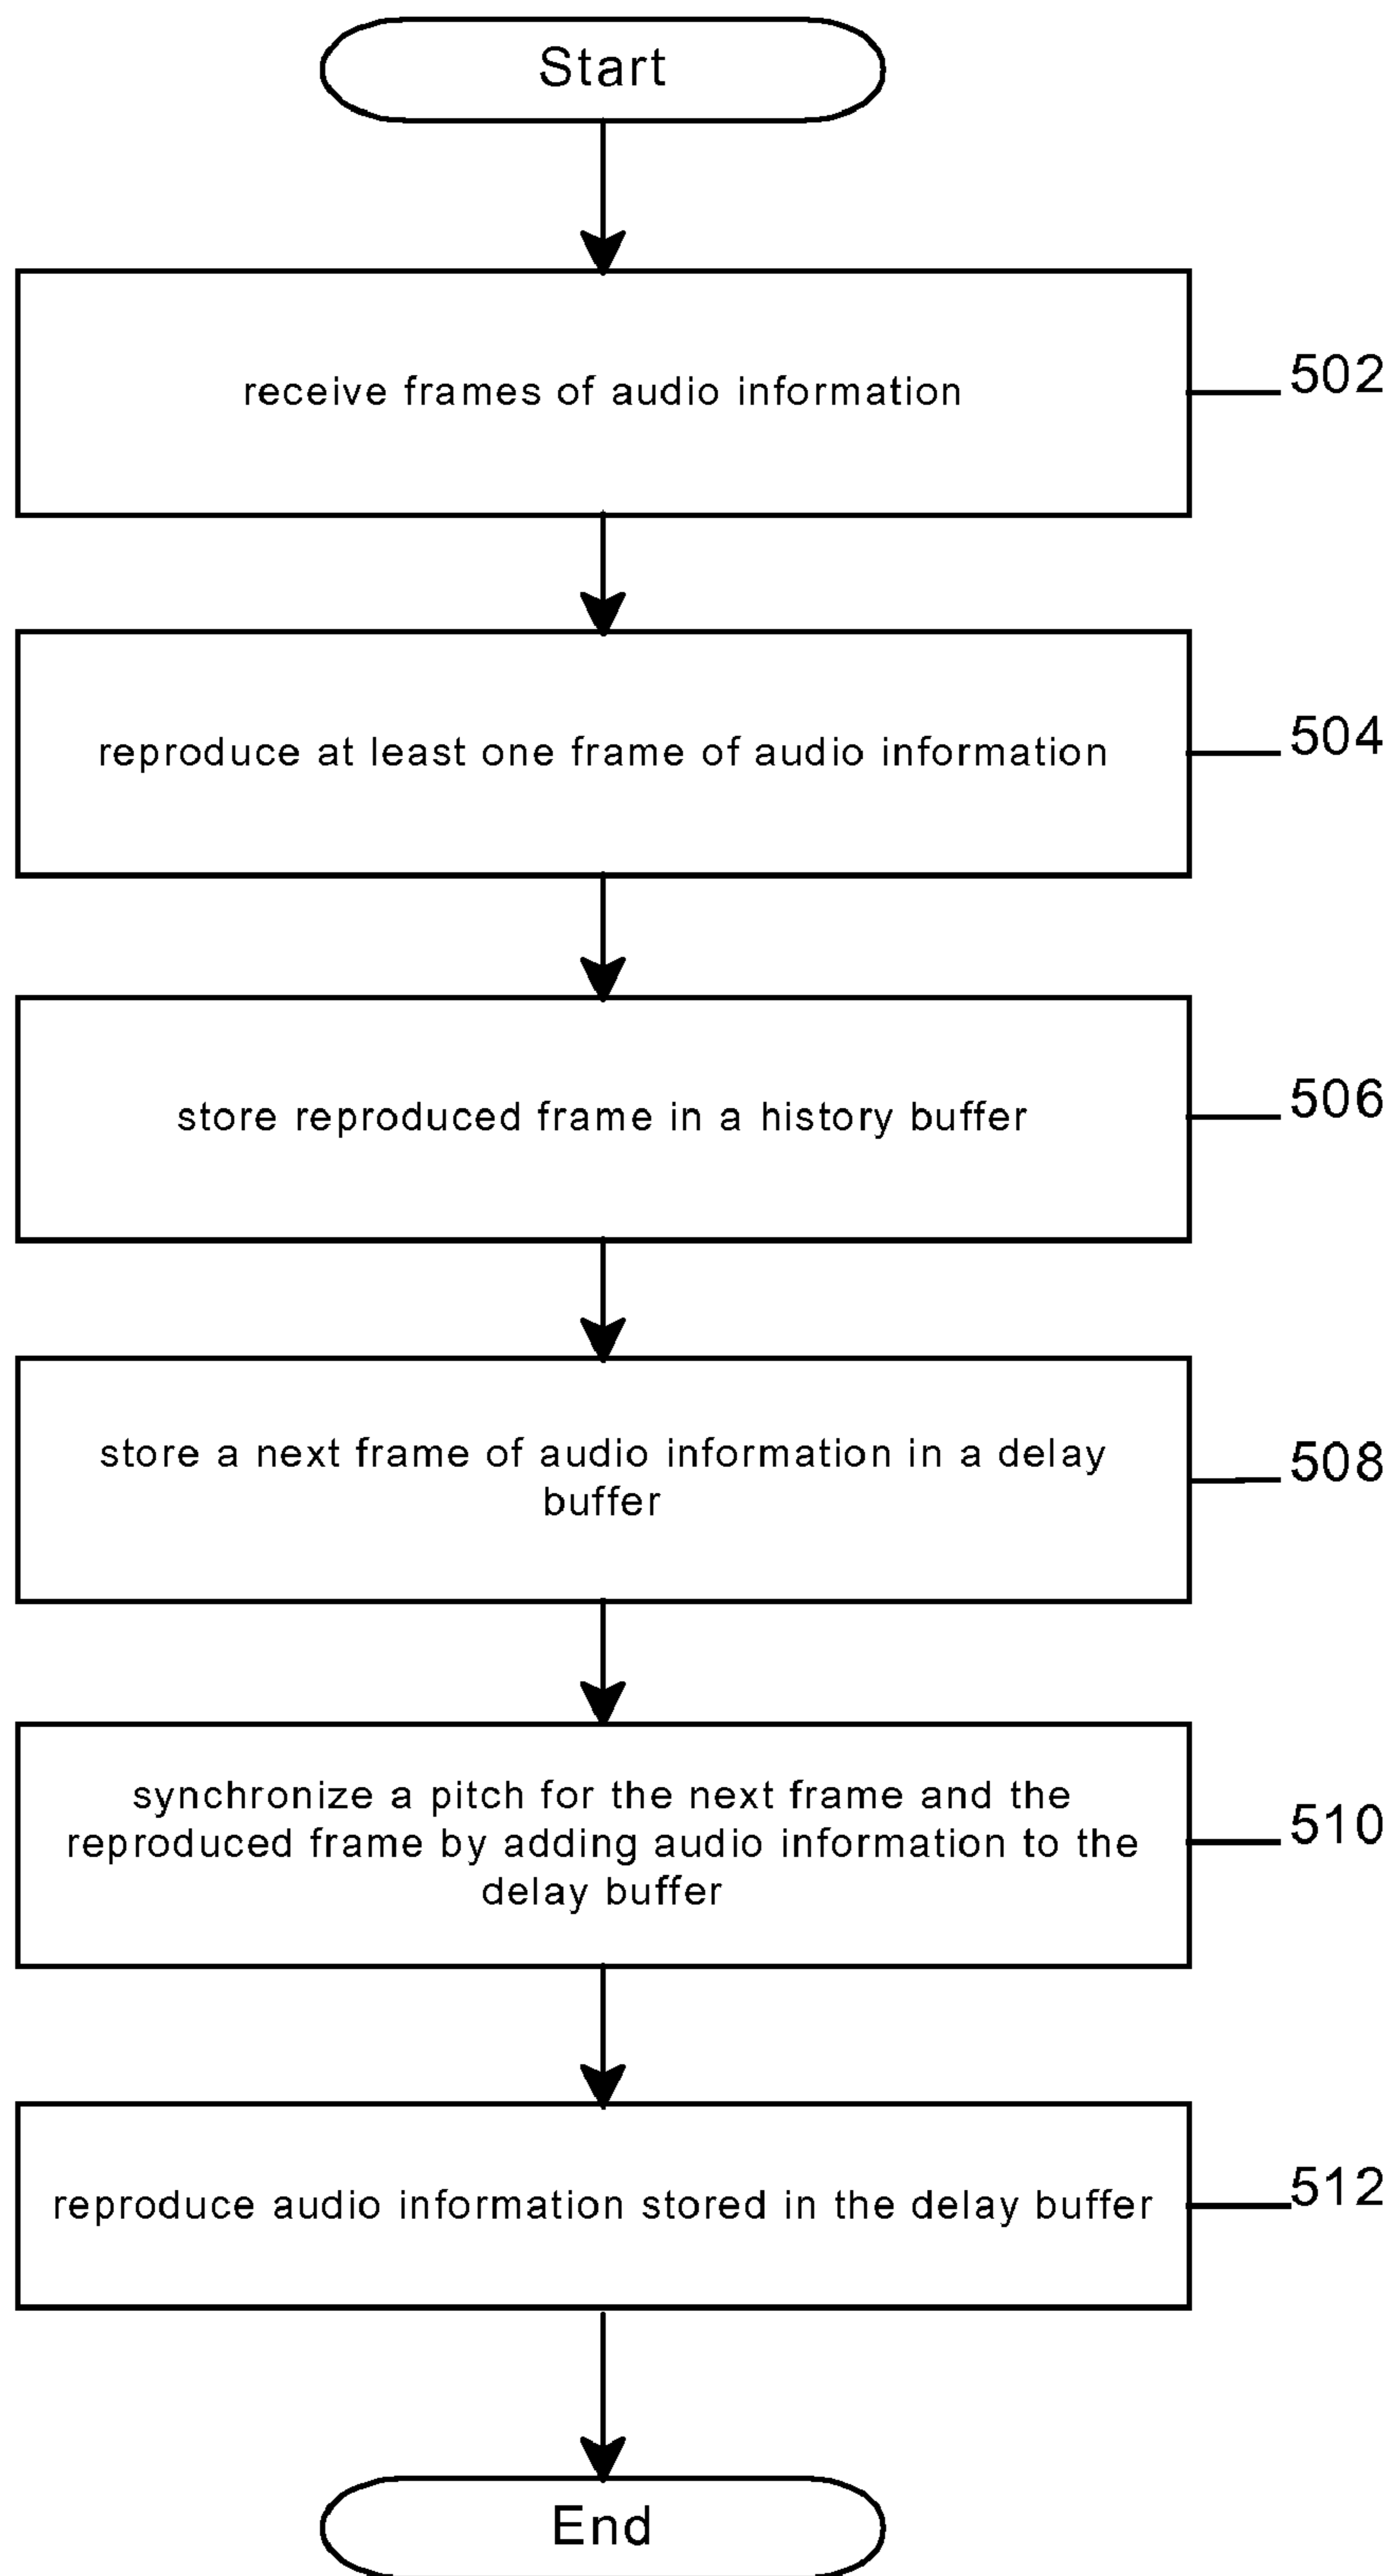 Start
receive frames of audio information
502
reproduce at least one frame of audio information
504
store reproduced frame in a history buffer
506
store a next frame of audio information in a delay
buffer
508
synchronize a pitch for the next frame and the
reproduced frame by adding audio information to the
delay buffer
510
reproduce audio information stored in the delay buffer
512
End